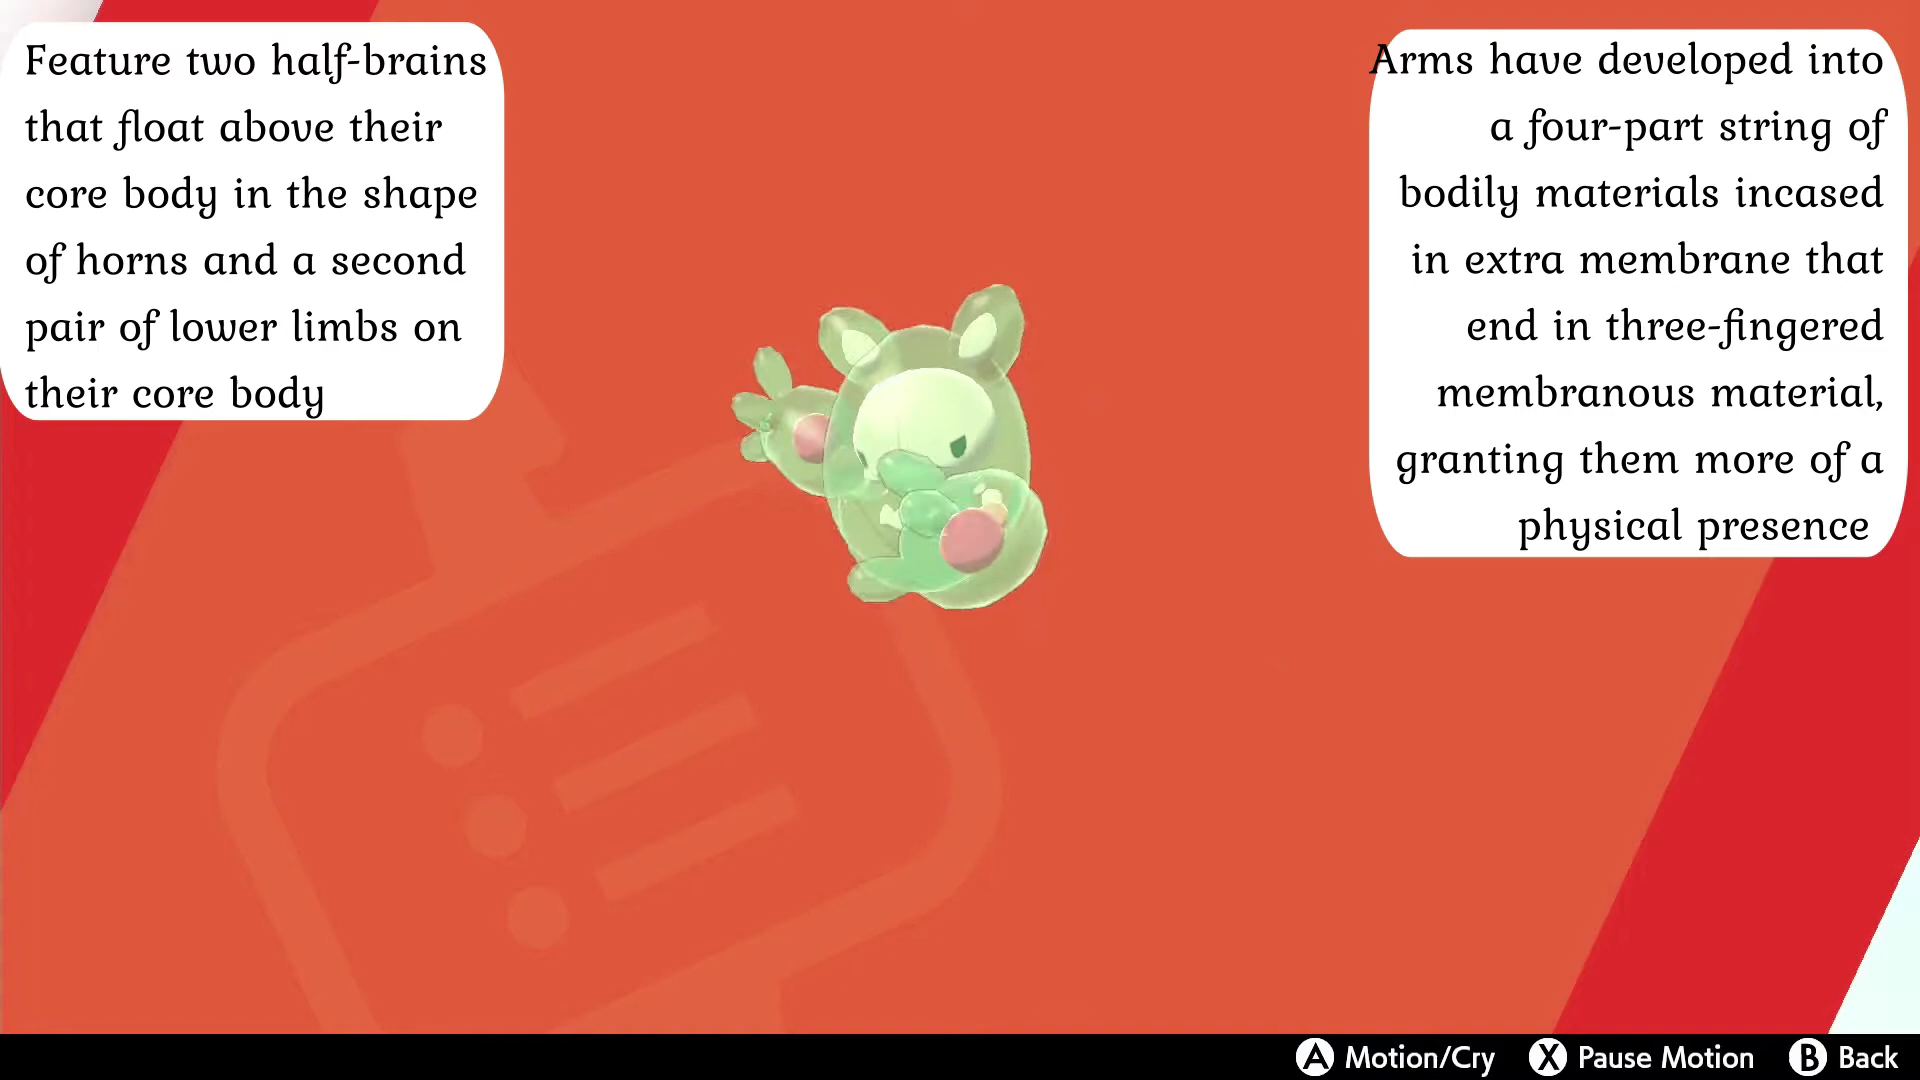 Feature two half-brains
that float above their
core body in the shape
of horns and a second
pair of lower limbs on
their core body
Arms have developed into
a four-part string of
bodily materials incased
in extra membrane that
end in three-fingered
membranous material,
granting them more of a
physical presence
A Motion/Cry X Pause Motion B Back